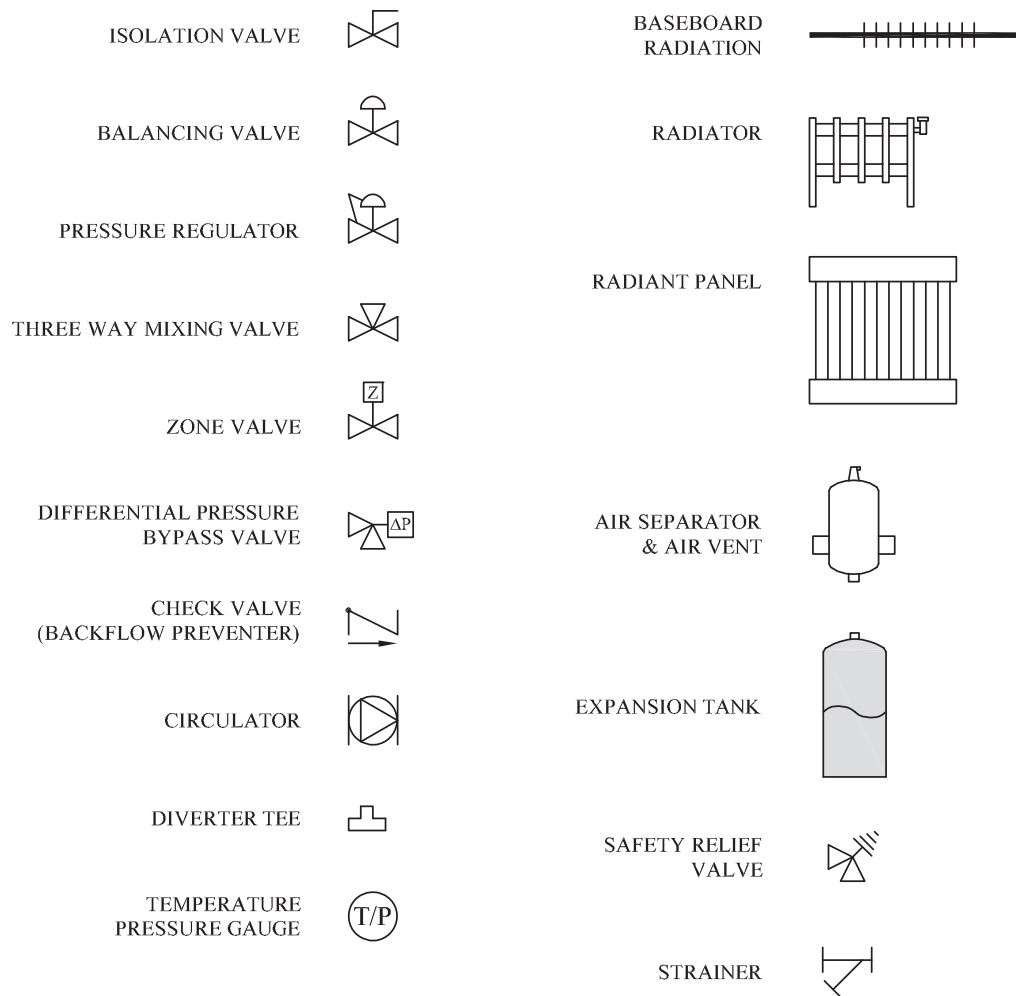 ISOLATION VALVE
BALANCING VALVE
PRESSURE REGULATOR
THREE WAY MIXING VALVE
Z
ZONE VALVE
DIFFERENTIAL PRESSURE
BYPASS VALVE
ΔP
CHECK VALVE
(BACKFLOW PREVENTER)
CIRCULATOR
DIVERTER TEE
TEMPERATURE
PRESSURE GAUGE
T/P
BASEBOARD
RADIATION
RADIATOR
RADIANT PANEL
AIR SEPARATOR
& AIR VENT
EXPANSION TANK
SAFETY RELIEF
VALVE
STRAINER